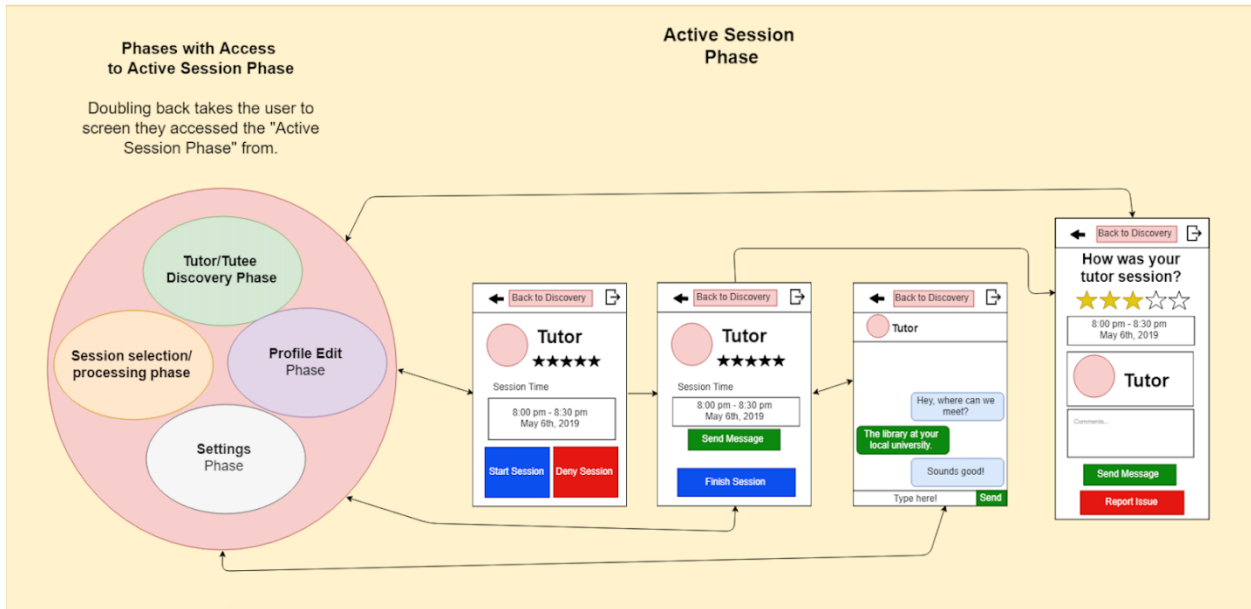 Phases with Access
to Active Session Phase
Doubling back takes the user to
screen they accessed the "Active
Session Phase" from.
Active Session
Phase
Tutor/Tutee
Discovery Phase
Session selection/
processing phase
Profile Edit
Phase
Settings
Phase
Back to Discovery
Tutor
Session Time
8:00 pm - 8:30 pm
May 6th, 2019
Start Session
Deny Session
Back to Discovery
Tutor
Session Time
8:00 pm - 8:30 pm
May 6th, 2019
Send Message
Finish Session
Back to Discovery
Tutor
Hey, where can we
meet?
The library at your
local university.
Sounds good!
Type here!
Send
Back to Discovery
How was your
tutor session?
8:00 pm - 8:30 pm
May 6th, 2019
Tutor
Comments...
Send Message
Report Issue